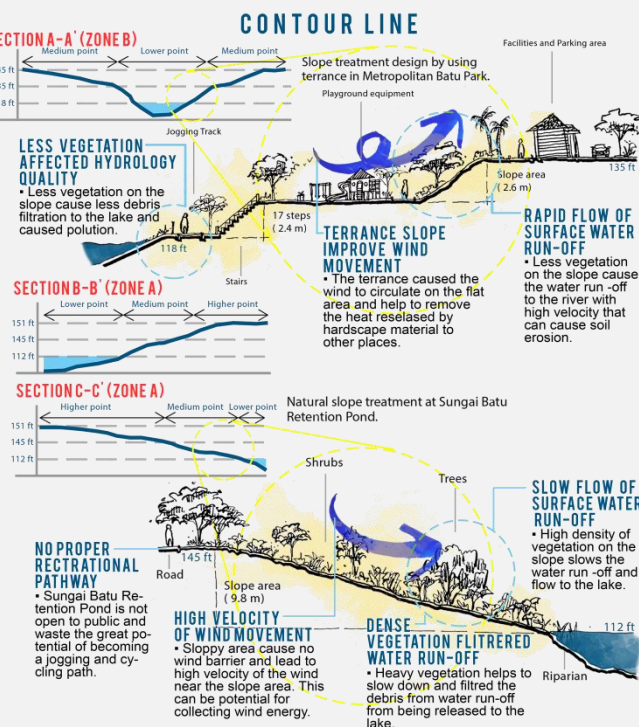 CONTOUR LINE
ECTION A-A' (ZONE B)
Medium point
Lower point
Medium point
5 ft
35 ft
8 ft
Slope treatment design by using
terrance in Metropolitan Batu Park.
Facilities and Parking area
Playground equipment
Jogging Track
LESS VEGETATION
AFFECTED HYDROLOGY
QUALITY
• Less vegetation on the
slope cause less debris
filtration to the lake and
caused polution.
118 ft
Stairs
17 steps
(2.4 m)
Slope area
(2.6 m)
135 ft
TERRANCE SLOPE
IMPROVE WIND
MOVEMENT
• The terrance caused the
wind to circulate on the flat
area and help to remove
the heat reselased by
hardscape material to
other places.
RAPID FLOW OF
SURFACE WATER
RUN-OFF
• Less vegetation
on the slope cause
the water run -off
to the river with
high velocity that
can cause soil
erosion.
SECTION B-B' (ZONE A)
Lower point
Medium point
Higher point
151 ft
145 ft
112 ft
SECTION C-C' (ZONE A)
Higher point
Medium point
Lower point
151 ft
145 ft
112 ft
Natural slope treatment at Sungai Batu
Retention Pond.
Shrubs
Trees
SLOW FLOW OF
SURFACE WATER
RUN-OFF
• High density of
vegetation on the
slope slows the
water run -off and
flow to the lake.
NO PROPER
RECTRATIONAL
PATHWAY
• Sungai Batu Re-
tention Pond is not
open to public and
waste the great po-
tential of becoming
a jogging and cy-
cling path.
145 ft
Road
Slope area
( 9.8 m)
HIGH VELOCITY
OF WIND MOVEMENT
• Sloppy area cause no
wind barrier and lead to
high velocity of the wind
near the slope area. This
can be potential for
collecting wind energy.
DENSE
VEGETATION FLITRERED
WATER RUN-OFF
• Heavy vegetation helps to
slow down and filtred the
debris from water run-off
from being released to the
lake.
112 ft
Riparian